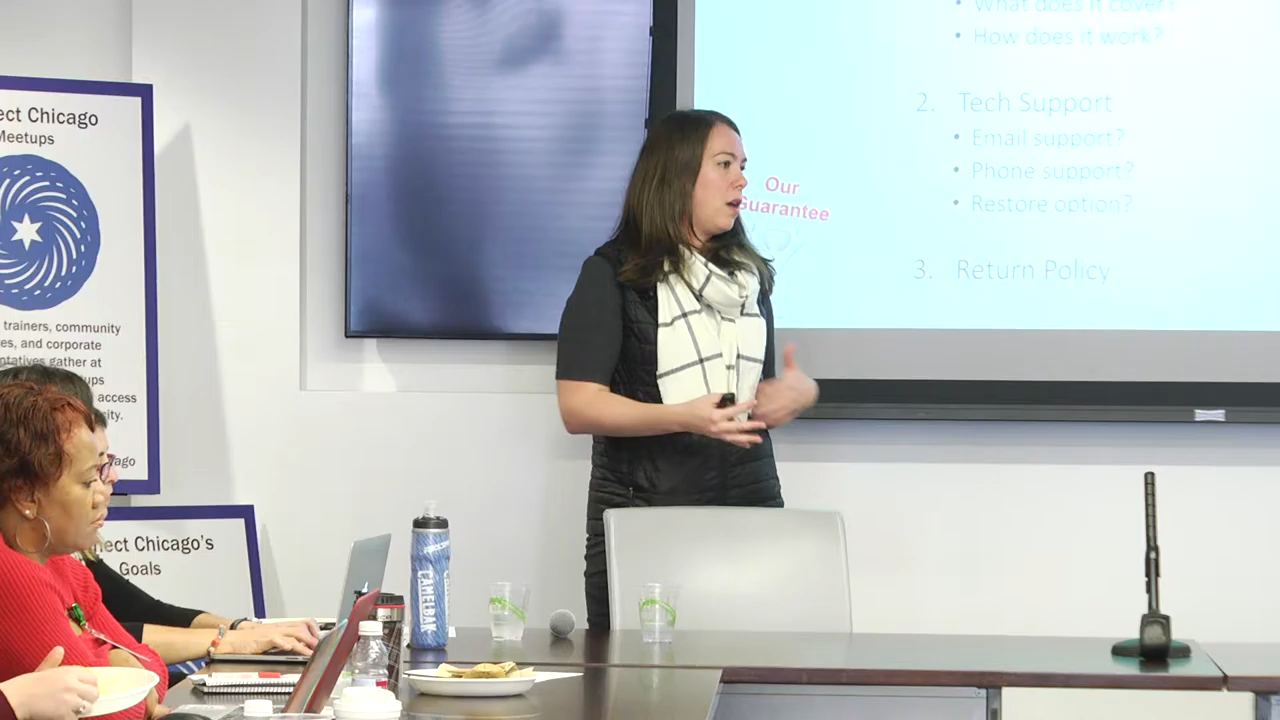 ect Chicago
Meetups
trainers, community
es, and corporate
ntatives gather at
ups
access
ity.
ago
nect Chicago's
Goals
CAMELBAK
Our
Guarantee
• What does it cover?
• How does it work?
2. Tech Support
• Email support?
• Phone support?
• Restore option?
3. Return Policy